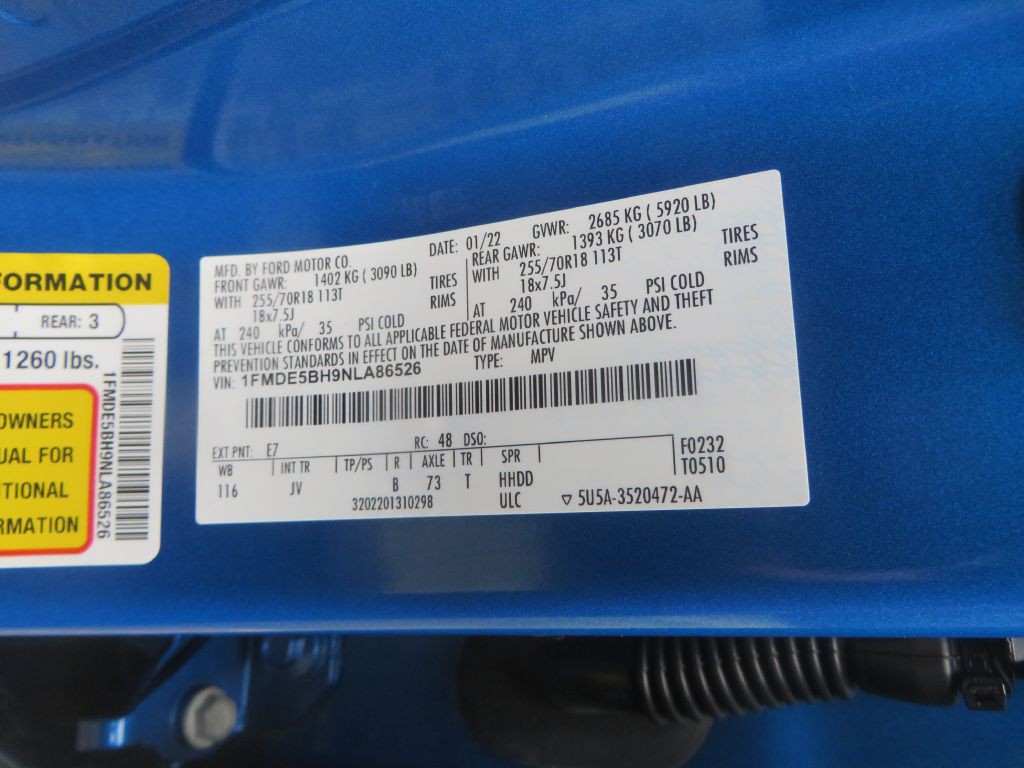 FORMATION
REAR: 3
1260 lbs.
OWNERS
UAL FOR
ITIONAL
RMATION
1FMDE5BH9NLA86526
MFD. BY FORD MOTOR CO.
DATE: 01/22 GVWR: 2685 KG ( 5920 LB)
FRONT GAWR: 1402 KG ( 3090 LB)
REAR GAWR: 1393 KG ( 3070 LB)
WITH 255/70R18 113T TIRES
WITH 255/70R18 113T TIRES
18x7.5J RIMS
18x7.5J RIMS
AT 240 kPa/ 35 PSI COLD
AT 240 kPa/ 35 PSI COLD
THIS VEHICLE CONFORMS TO ALL APPLICABLE FEDERAL MOTOR VEHICLE SAFETY AND THEFT
PREVENTION STANDARDS IN EFFECT ON THE DATE OF MANUFACTURE SHOWN ABOVE.
VIN: 1FMDE5BH9NLA86526 TYPE: MPV
EXT PNT: E7 RC: 48 DSO: F0232
WB INT TR TP/PS R AXLE TR SPR T0510
116 JV B 73 T HHDD
3202201310298 ULC ▽ 5U5A-3520472-AA